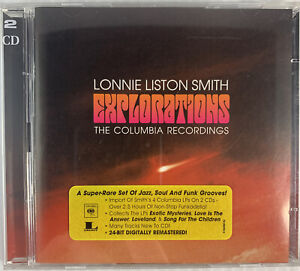 2
CD
LONNIE LISTON SMITH
EXPLORATIONS
THE COLUMBIA RECORDINGS
A Super-Rare Set Of Jazz, Soul And Funk Grooves!
• Import Of Smith's 4 Columbia LPs On 2 CDs -
Over 2.5 Hours Of Non-Stop Funkadelia!
• Collects The LPs Exotic Mysteries, Love Is The
Answer, Loveland, & Song For The Children
• Many Tracks New To CD!
• 24-BIT DIGITALLY REMASTERED!